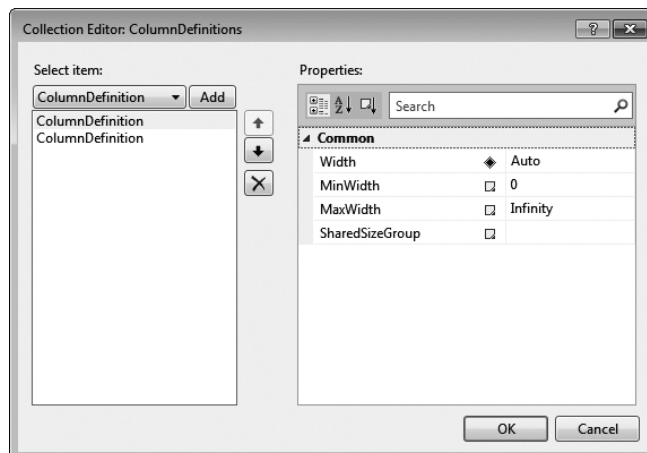 Collection Editor: ColumnDefinitions
Select item:
ColumnDefinition Add
ColumnDefinition
ColumnDefinition
Properties:
Search
Common
Width Auto
MinWidth 0
MaxWidth Infinity
SharedSizeGroup
OK Cancel